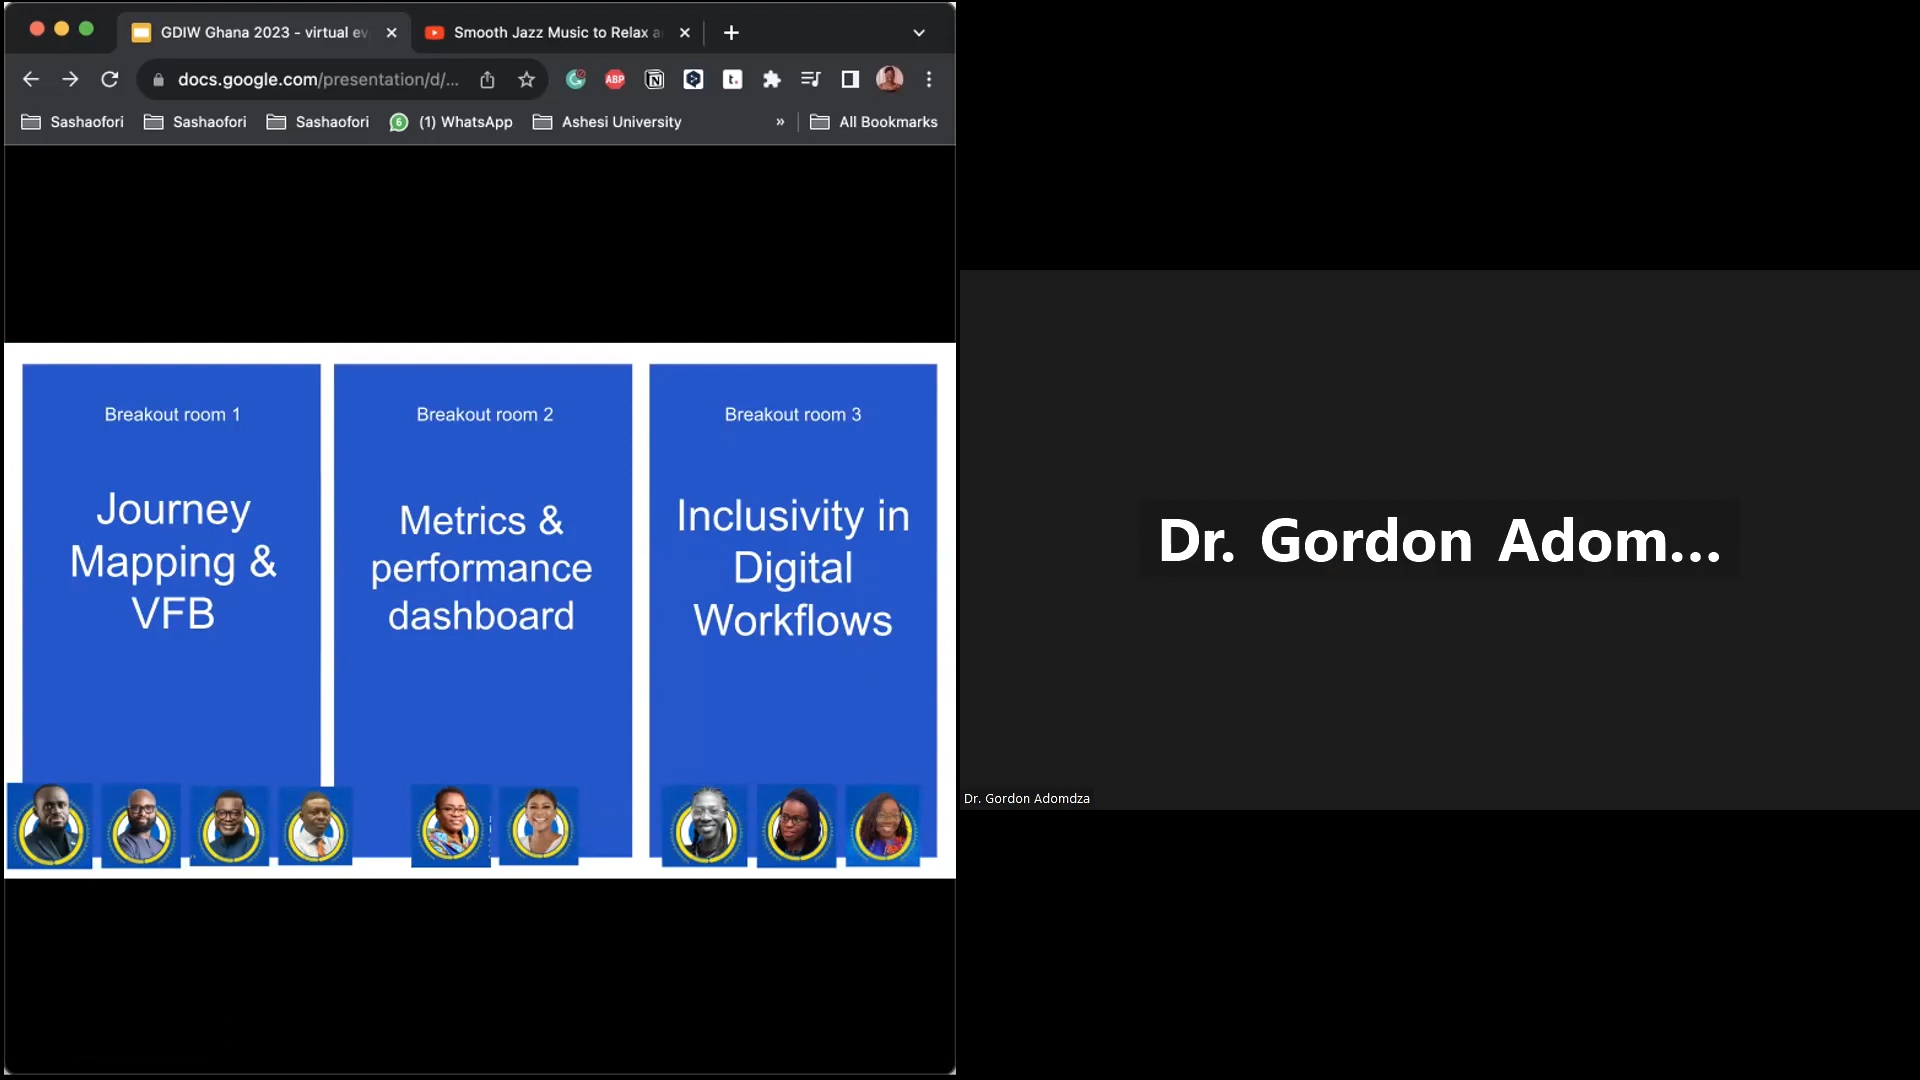 GDIW Ghana 2023 - virtual ev
Smooth Jazz Music to Relax a
docs.google.com/presentation/d/...
ABP
t.
Sashaofori
Sashaofori
Sashaofori
6
(1) WhatsApp
Ashesi University
»
All Bookmarks
Breakout room 1
Journey
Mapping &
VFB
Breakout room 2
Metrics &
performance
dashboard
Breakout room 3
Inclusivity in
Digital
Workflows
Dr. Gordon Adom...
Dr. Gordon Adomdza